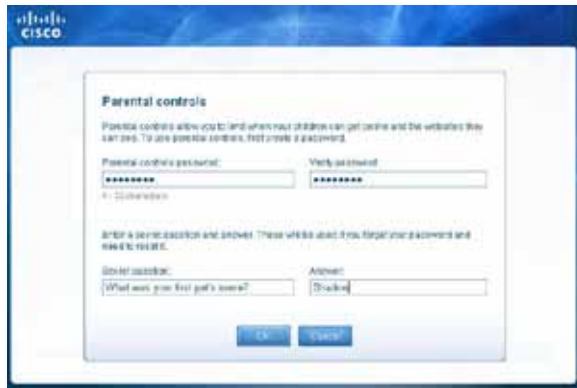 CISCO
Parental controls
Parental controls allow you to limit when your children can get online and the websites they
can see. To use parental controls, first create a password.
Parental controls password: Verify password:
4 - 32 characters
Enter a secret question and answer. These will be used if you forget your password and
need to reset it.
Secret question: Answer:
What was your first pet's name? Shadow
OK Cancel